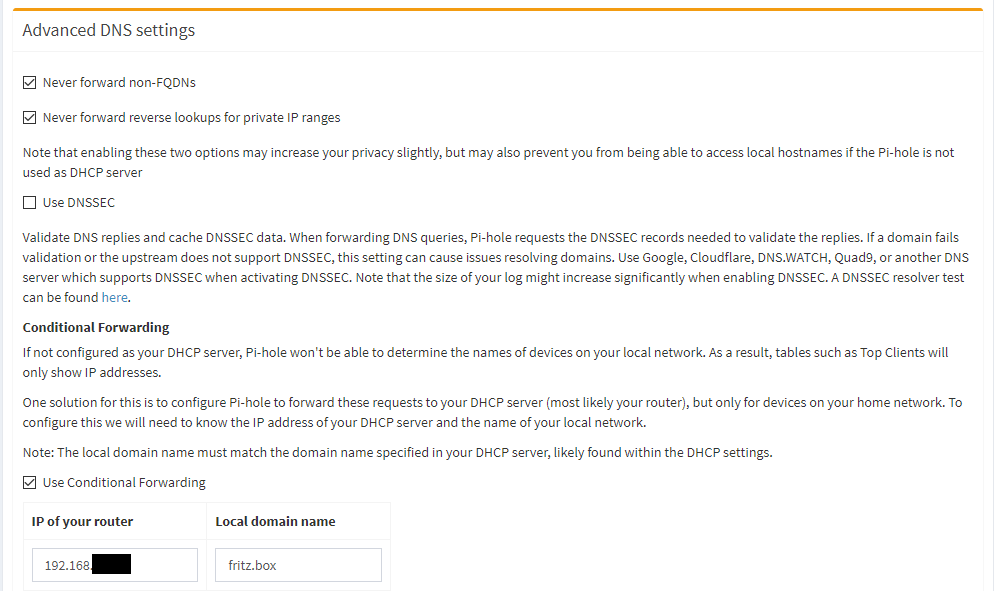 Advanced DNS settings
Never forward non-FQDNs
Never forward reverse lookups for private IP ranges
Note that enabling these two options may increase your privacy slightly, but may also prevent you from being able to access local hostnames if the Pi-hole is not
used as DHCP server
Use DNSSEC
Validate DNS replies and cache DNSSEC data. When forwarding DNS queries, Pi-hole requests the DNSSEC records needed to validate the replies. If a domain fails
validation or the upstream does not support DNSSEC, this setting can cause issues resolving domains. Use Google, Cloudflare, DNS.WATCH, Quad9, or another DNS
server which supports DNSSEC when activating DNSSEC. Note that the size of your log might increase significantly when enabling DNSSEC. A DNSSEC resolver test
can be found here.
Conditional Forwarding
If not configured as your DHCP server, Pi-hole won't be able to determine the names of devices on your local network. As a result, tables such as Top Clients will
only show IP addresses.
One solution for this is to configure Pi-hole to forward these requests to your DHCP server (most likely your router), but only for devices on your home network. To
configure this we will need to know the IP address of your DHCP server and the name of your local network.
Note: The local domain name must match the domain name specified in your DHCP server, likely found within the DHCP settings.
Use Conditional Forwarding
IP of your router Local domain name
192.168. fritz.box